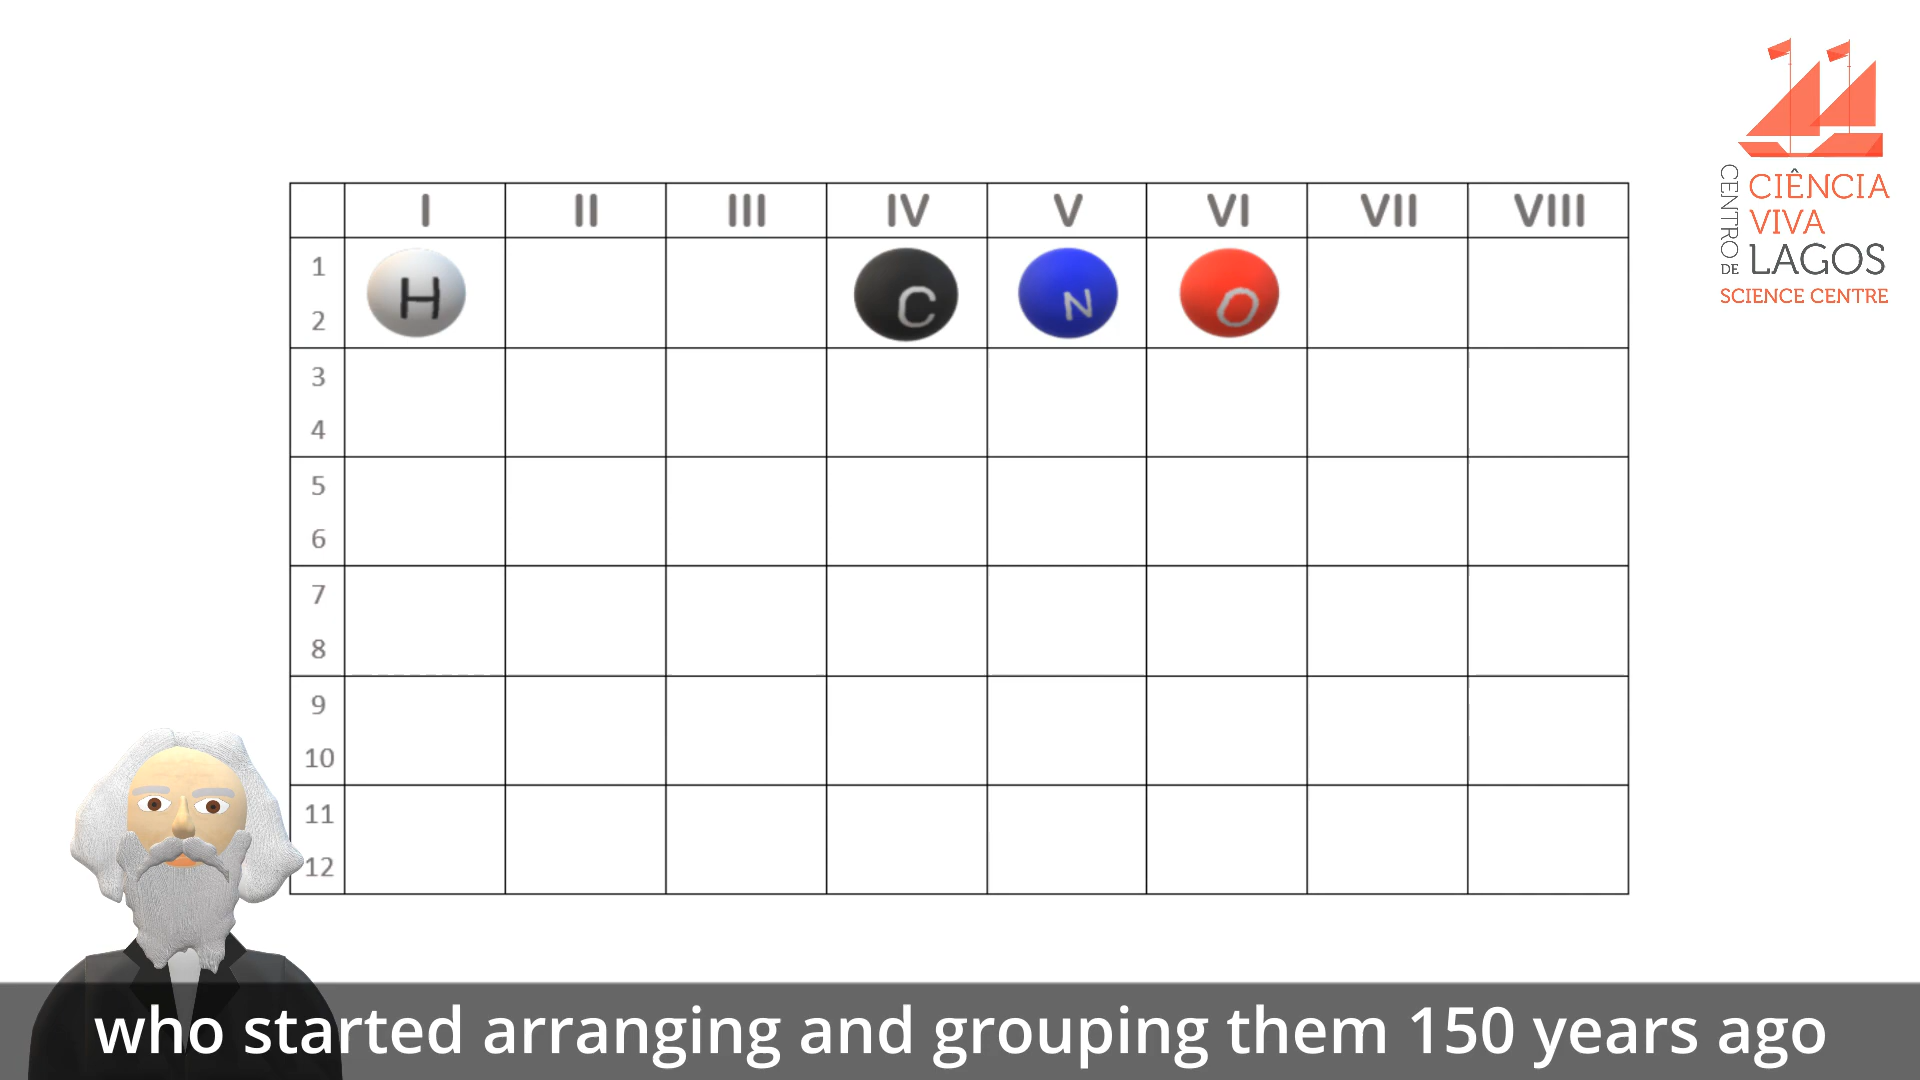 I II III IV V VI VII VIII
1
H C N O
2
3
4
5
6
7
8
9
10
11
12
CENTRO DE
CIÊNCIA
VIVA
LAGOS
SCIENCE CENTRE
who started arranging and grouping them 150 years ago